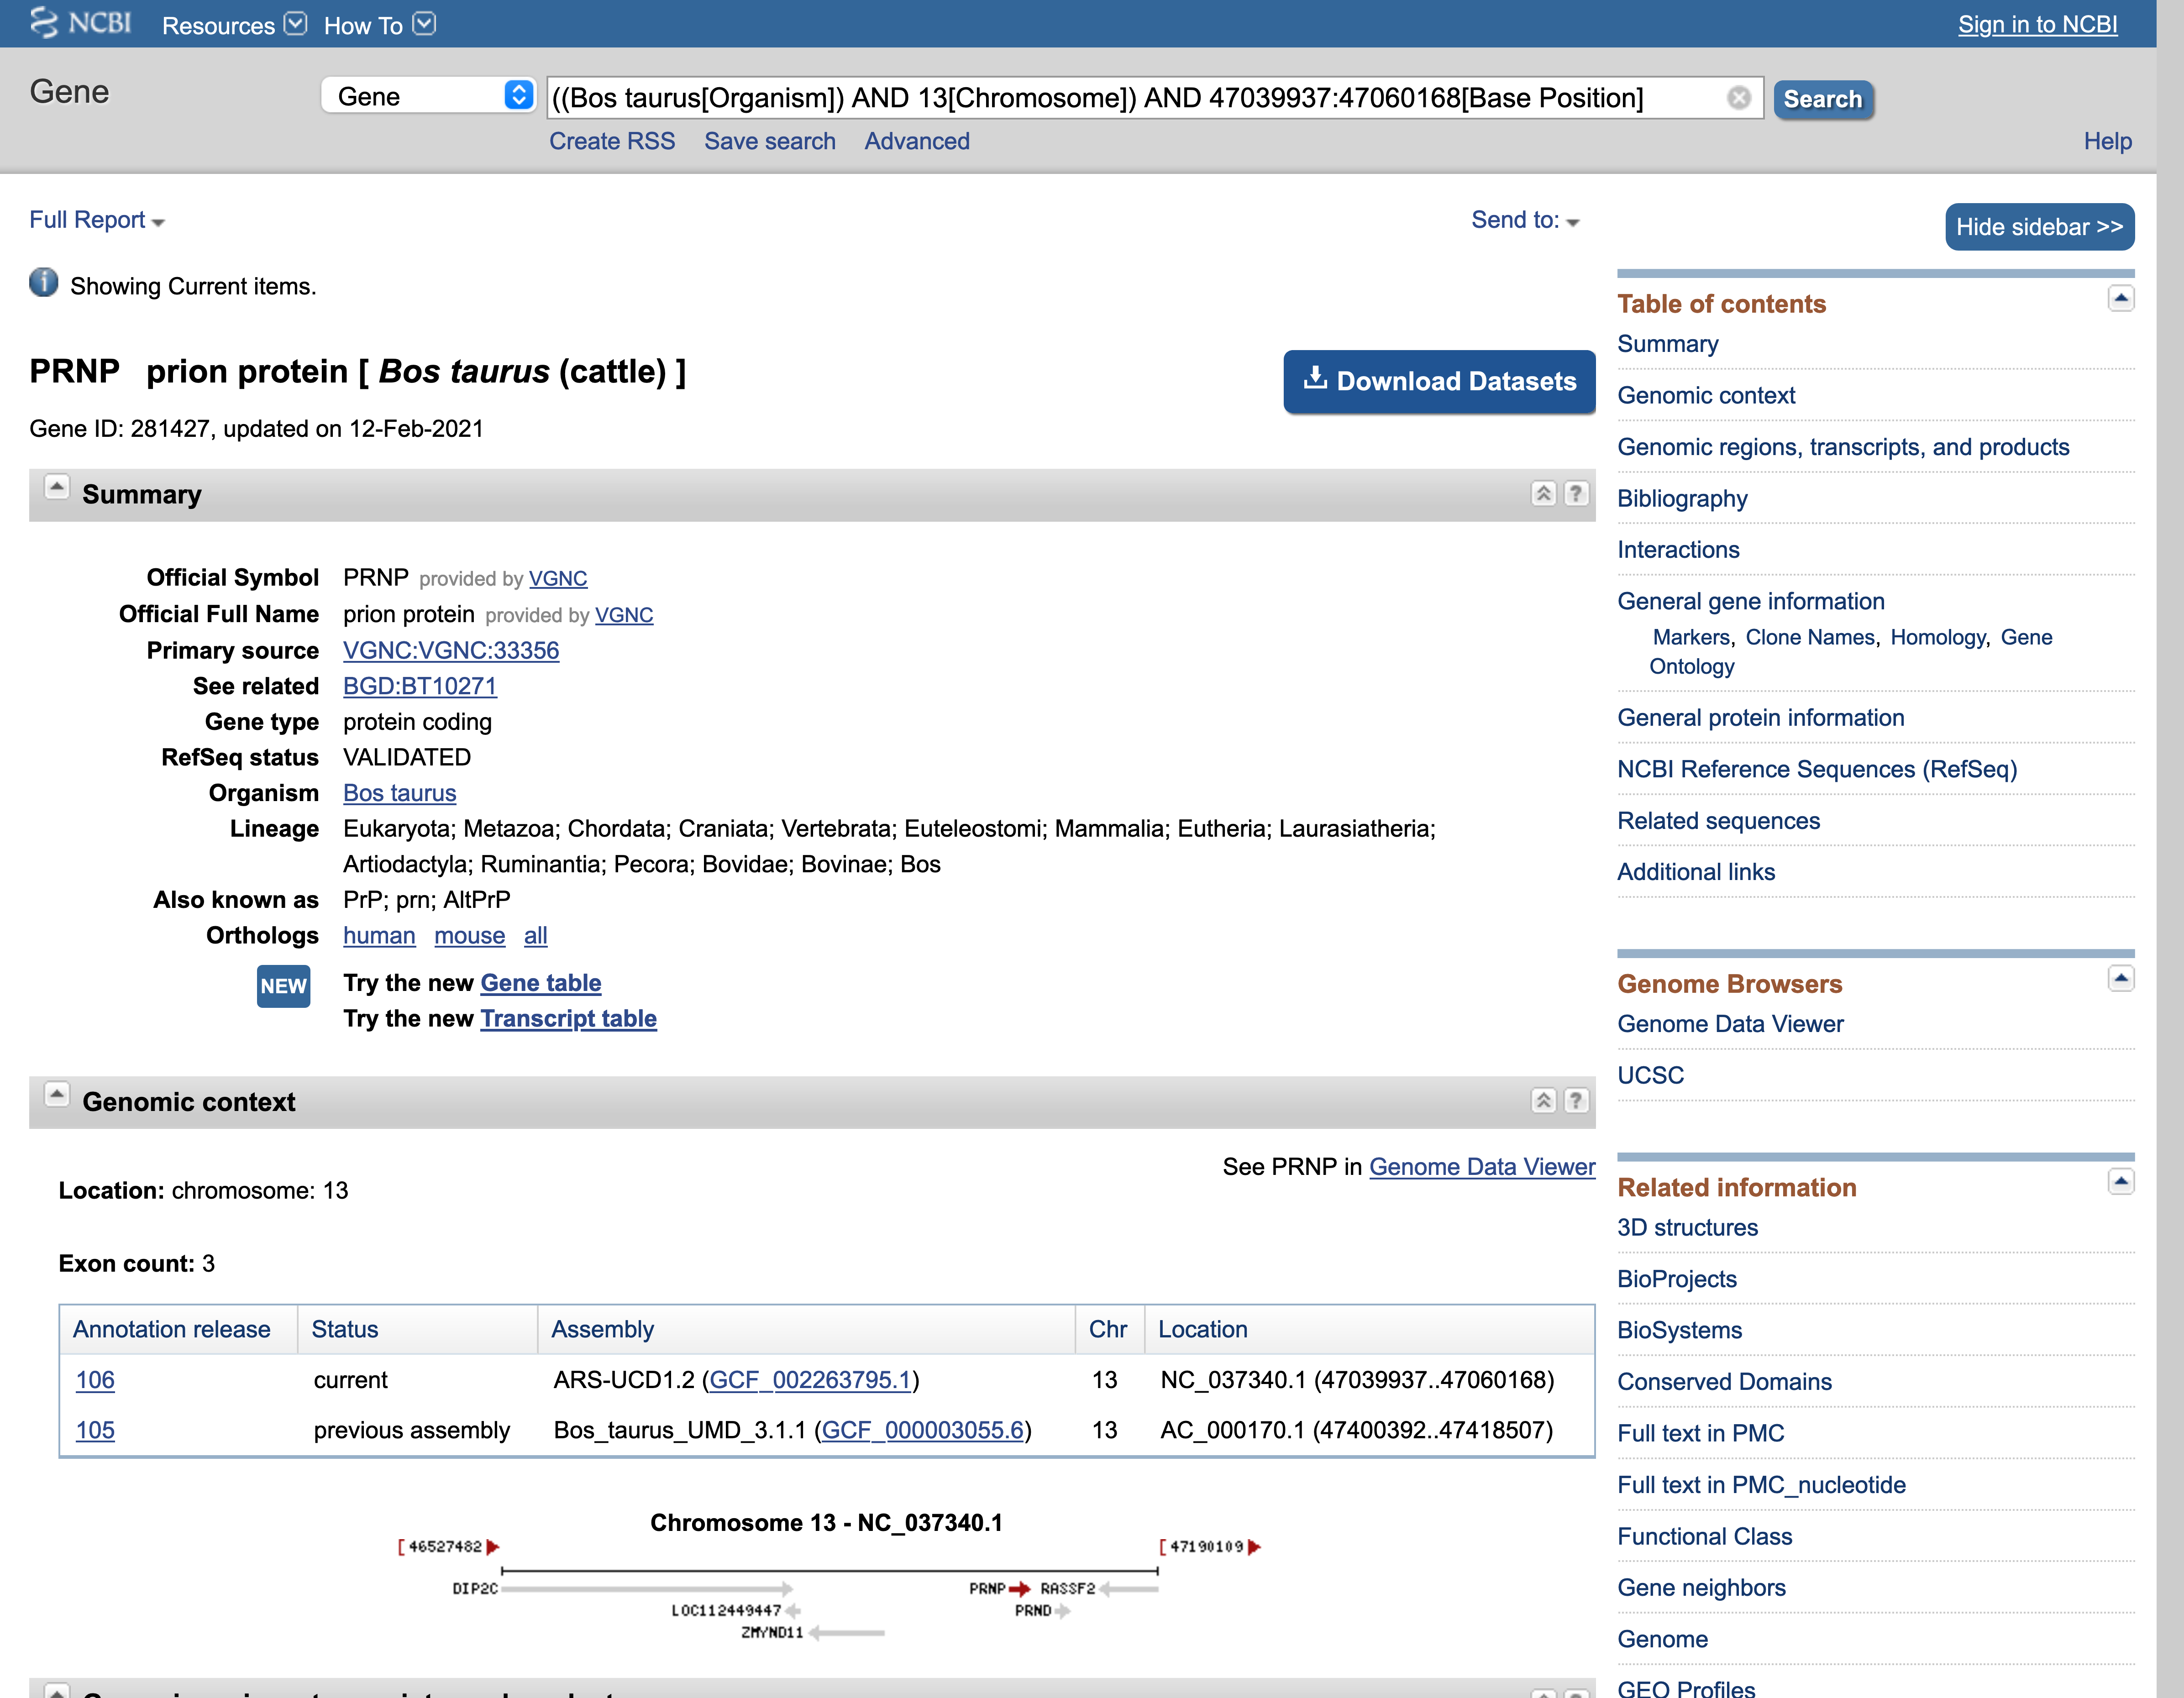 NCBI Resources How To Sign in to NCBI
Gene Gene ((Bos taurus[Organism]) AND 13[Chromosome]) AND 47039937:47060168[Base Position] Search
Create RSS Save search Advanced Help
Full Report Send to: Hide sidebar >>
Showing Current items.
PRNP prion protein [ Bos taurus (cattle) ]
Download Datasets
Gene ID: 281427, updated on 12-Feb-2021
Summary
Official Symbol PRNP provided by VGNC
Official Full Name prion protein provided by VGNC
Primary source VGNC:VGNC:33356
See related BGD:BT10271
Gene type protein coding
RefSeq status VALIDATED
Organism Bos taurus
Lineage Eukaryota; Metazoa; Chordata; Craniata; Vertebrata; Euteleostomi; Mammalia; Eutheria; Laurasiatheria;
Artiodactyla; Ruminantia; Pecora; Bovidae; Bovinae; Bos
Also known as PrP; prn; AltPrP
Orthologs human mouse all
NEW Try the new Gene table
Try the new Transcript table
Genomic context
See PRNP in Genome Data Viewer
Location: chromosome: 13
Exon count: 3
Annotation release Status Assembly Chr Location
106 current ARS-UCD1.2 (GCF_002263795.1) 13 NC_037340.1 (47039937..47060168)
105 previous assembly Bos_taurus_UMD_3.1.1 (GCF_000003055.6) 13 AC_000170.1 (47400392..47418507)
Chromosome 13 - NC_037340.1
[ 46527482 [ 47190109
DIP2C PRNP RASSF2
LOC112449447 PRND
ZMYND11
Table of contents
Summary
Genomic context
Genomic regions, transcripts, and products
Bibliography
Interactions
General gene information
Markers, Clone Names, Homology, Gene
Ontology
General protein information
NCBI Reference Sequences (RefSeq)
Related sequences
Additional links
Genome Browsers
Genome Data Viewer
UCSC
Related information
3D structures
BioProjects
BioSystems
Conserved Domains
Full text in PMC
Full text in PMC_nucleotide
Functional Class
Gene neighbors
Genome
GEO Profiles